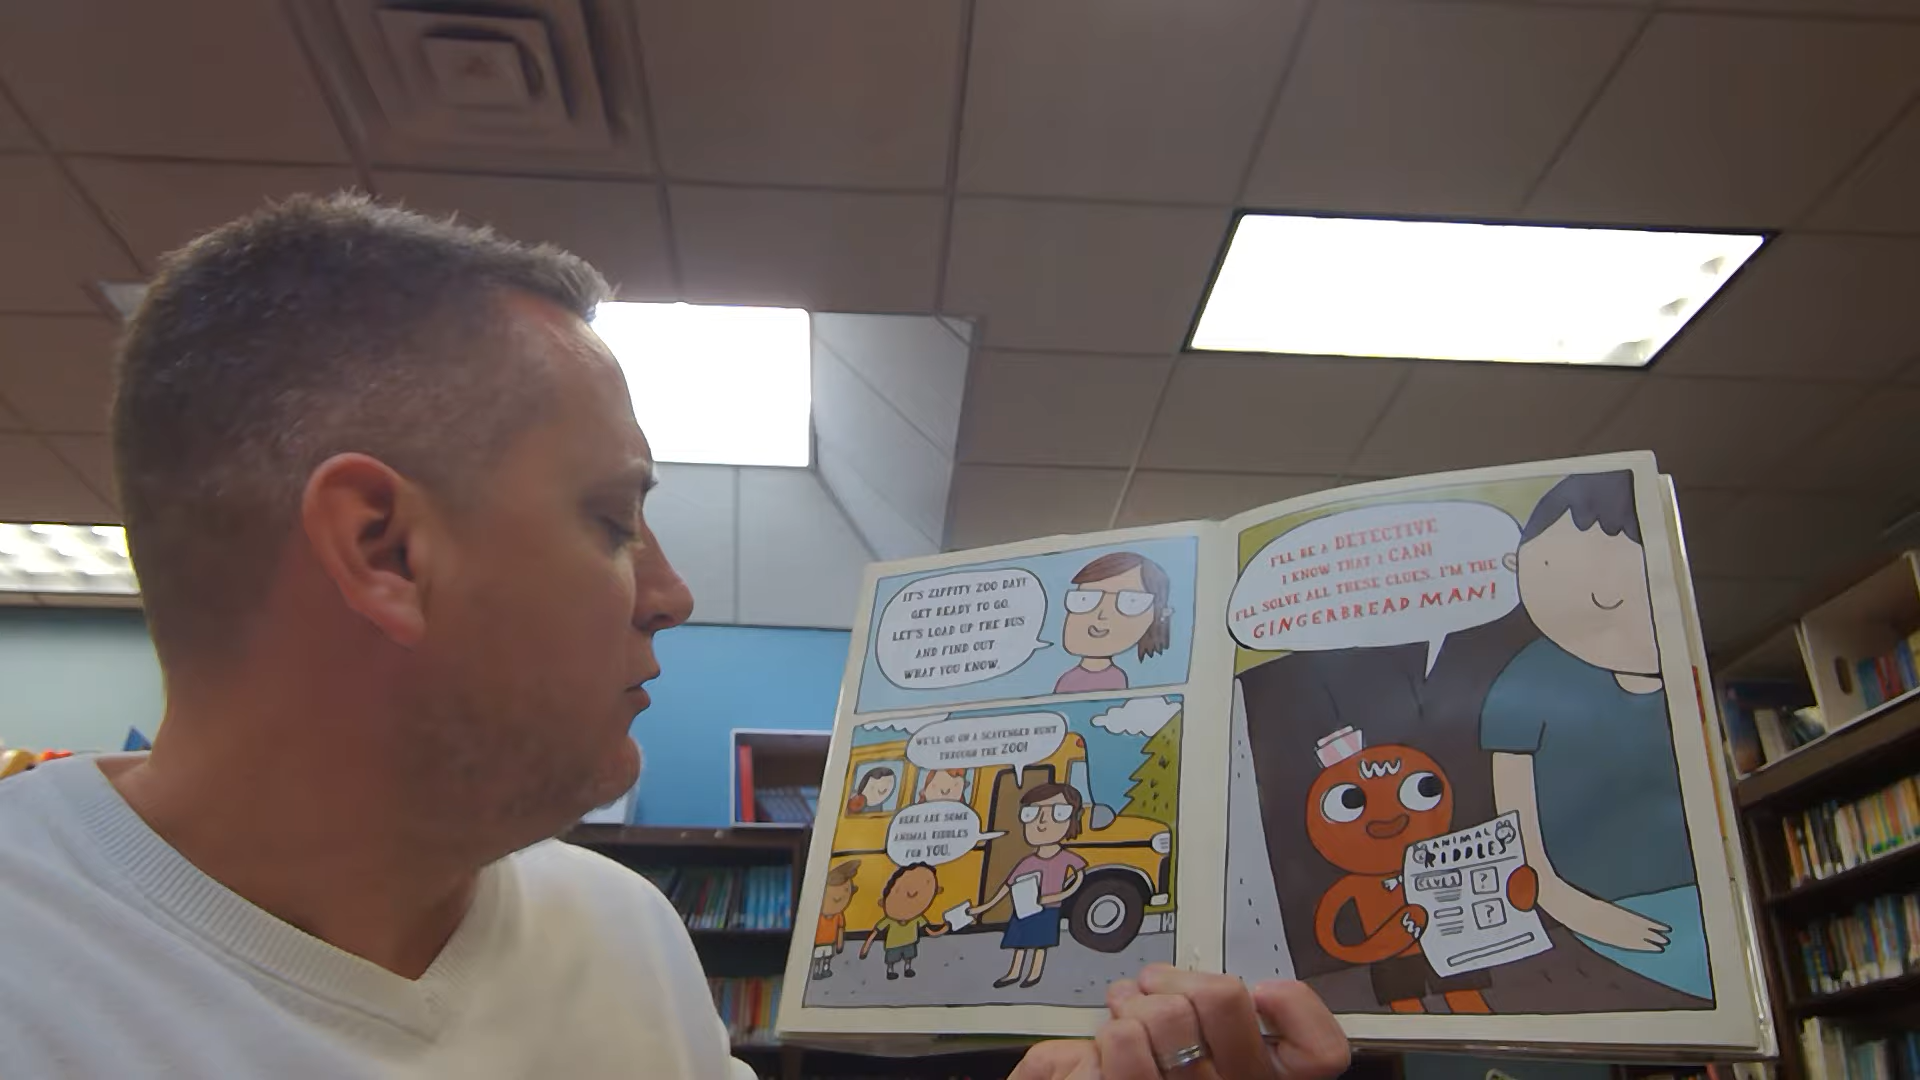 IT'S ZIFFITY ZOO DAY!
GET READY TO GO.
LET'S LOAD UP THE BUS
AND FIND OUT
WHAT YOU KNOW.
WE'LL GO ON A SCAVENGER HUNT
THROUGH THE ZOO!
HERE ARE SOME
ANIMAL RIDDLES
FOR YOU.
I'LL BE A DETECTIVE
I KNOW THAT I CAN!
I'LL SOLVE ALL THESE CLUES. I'M THE
GINGERBREAD MAN!
ANIMAL
RIDDLES
CLUES
?
?